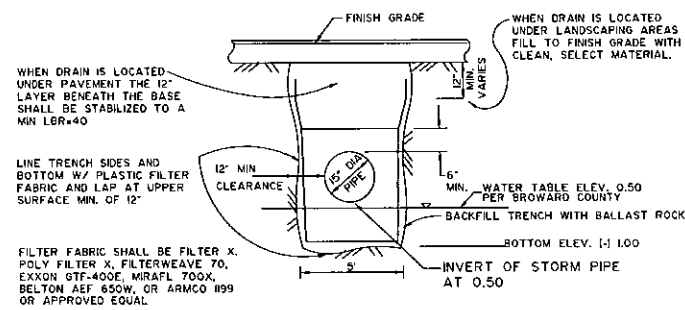 FINISH GRADE
WHEN DRAIN IS LOCATED
UNDER LANDSCAPING AREAS
FILL TO FINISH GRADE WITH
CLEAN, SELECT MATERIAL.
12"
MIN.
VARIES
WHEN DRAIN IS LOCATED
UNDER PAVEMENT THE 12"
LAYER BENEATH THE BASE
SHALL BE STABILIZED TO A
MIN LBR=40
LINE TRENCH SIDES AND
BOTTOM W/ PLASTIC FILTER
FABRIC AND LAP AT UPPER
SURFACE MIN. OF 12"
12" MIN
CLEARANCE
15" DIA
PIPE
6"
MIN.
WATER TABLE ELEV. 0.50
PER BROWARD COUNTY
BACKFILL TRENCH WITH BALLAST ROCK
BOTTOM ELEV. (-) 1.00
INVERT OF STORM PIPE
AT 0.50
5'
FILTER FABRIC SHALL BE FILTER X,
POLY FILTER X, FILTERWEAVE 70,
EXXON GTF-400E, MIRAFL 700X,
BELTON AEF 650W, OR ARMCO 1199
OR APPROVED EQUAL